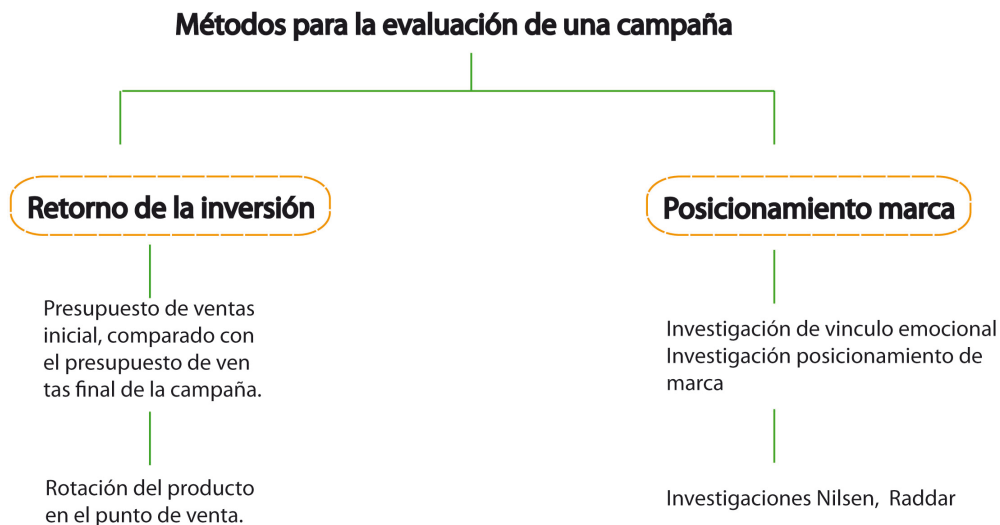 Métodos para la evaluación de una campaña
Retorno de la inversión
Presupuesto de ventas
inicial, comparado con
el presupuesto de ven
tas final de la campaña.
Rotación del producto
en el punto de venta.
Posicionamiento marca
Investigación de vinculo emocional
Investigación posicionamiento de
marca
Investigaciones Nilsen, Raddar